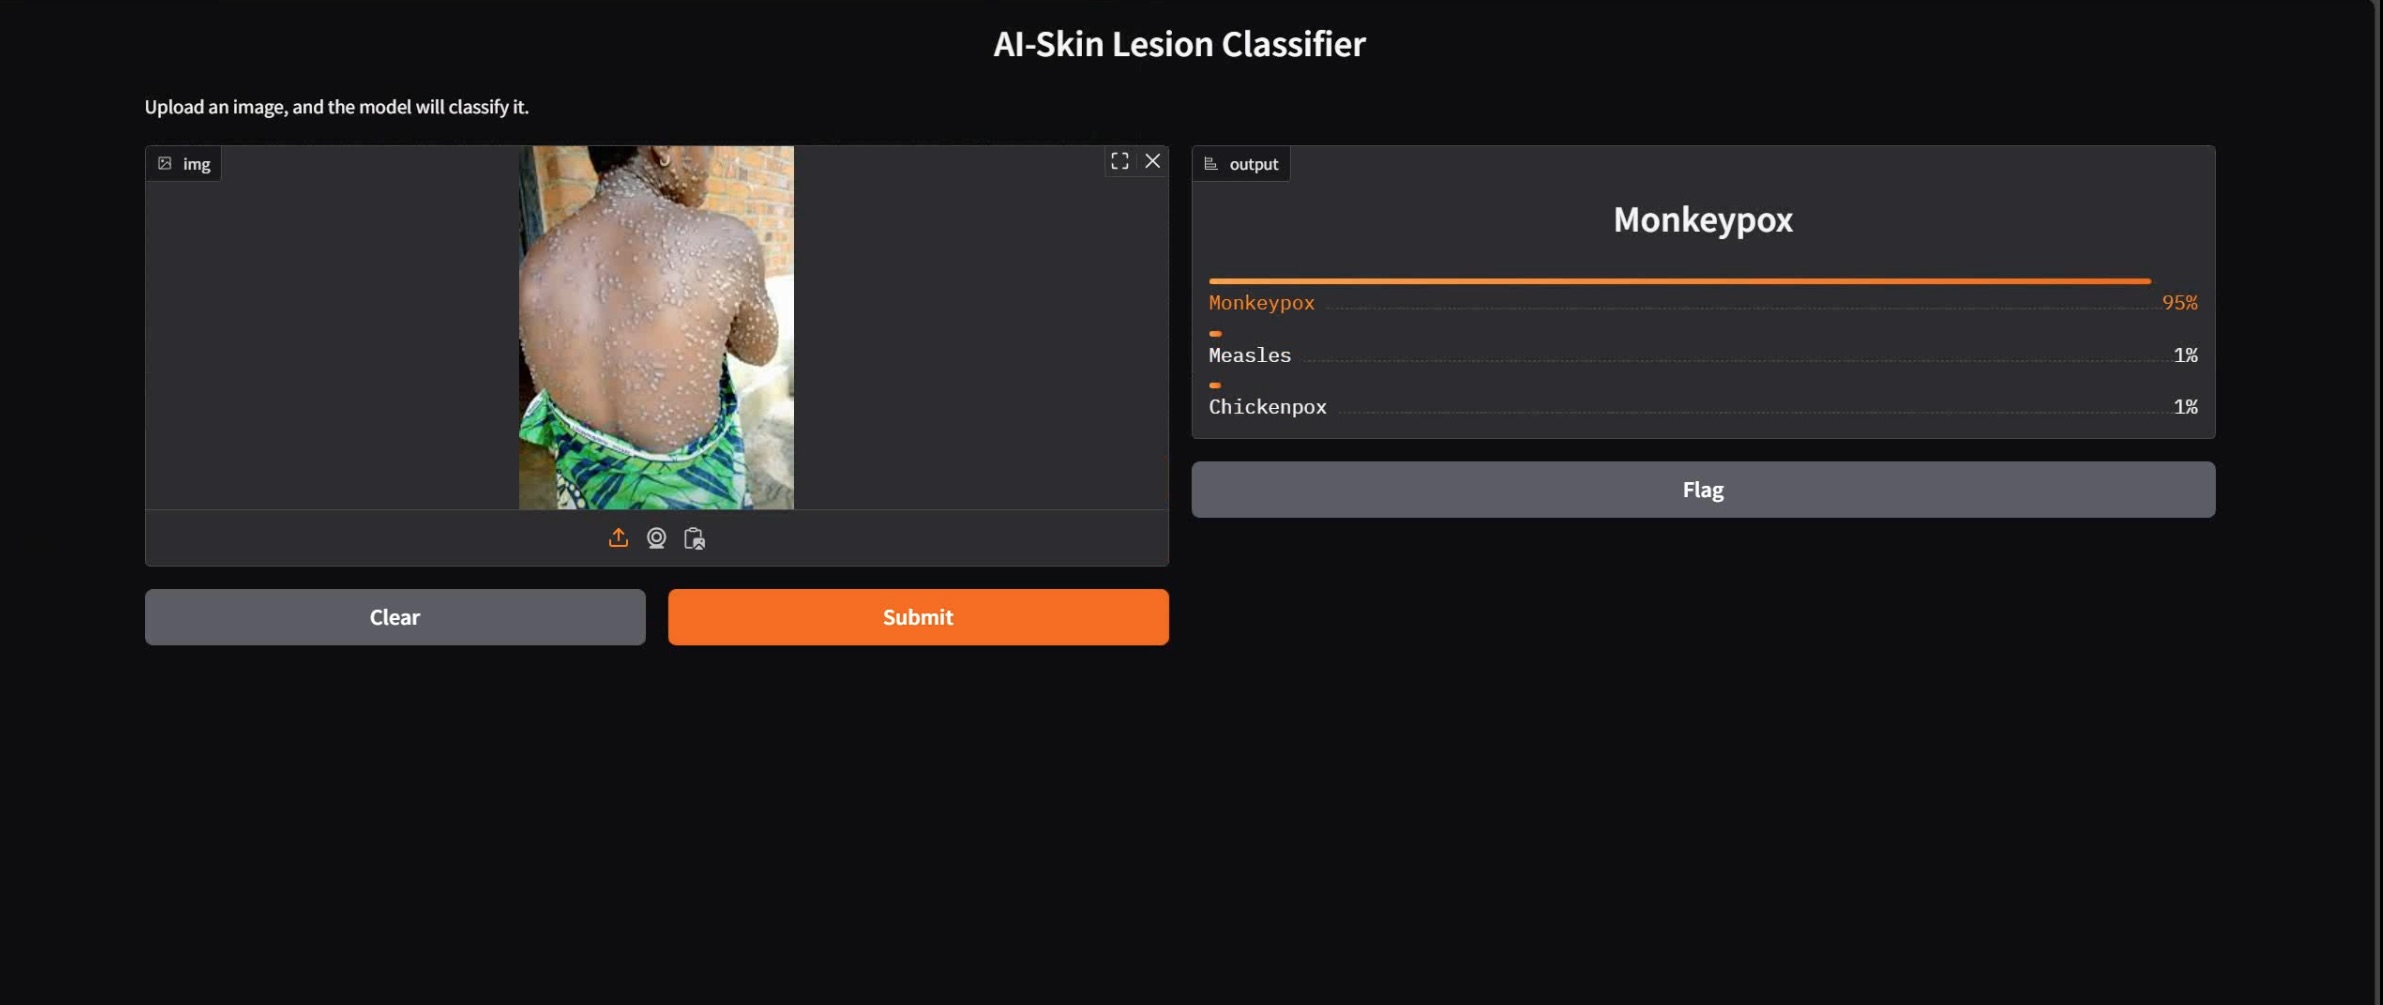 AI-Skin Lesion Classifier
Upload an image, and the model will classify it.
img
output
Monkeypox
Monkeypox 95%
Measles 1%
Chickenpox 1%
Flag
Clear
Submit